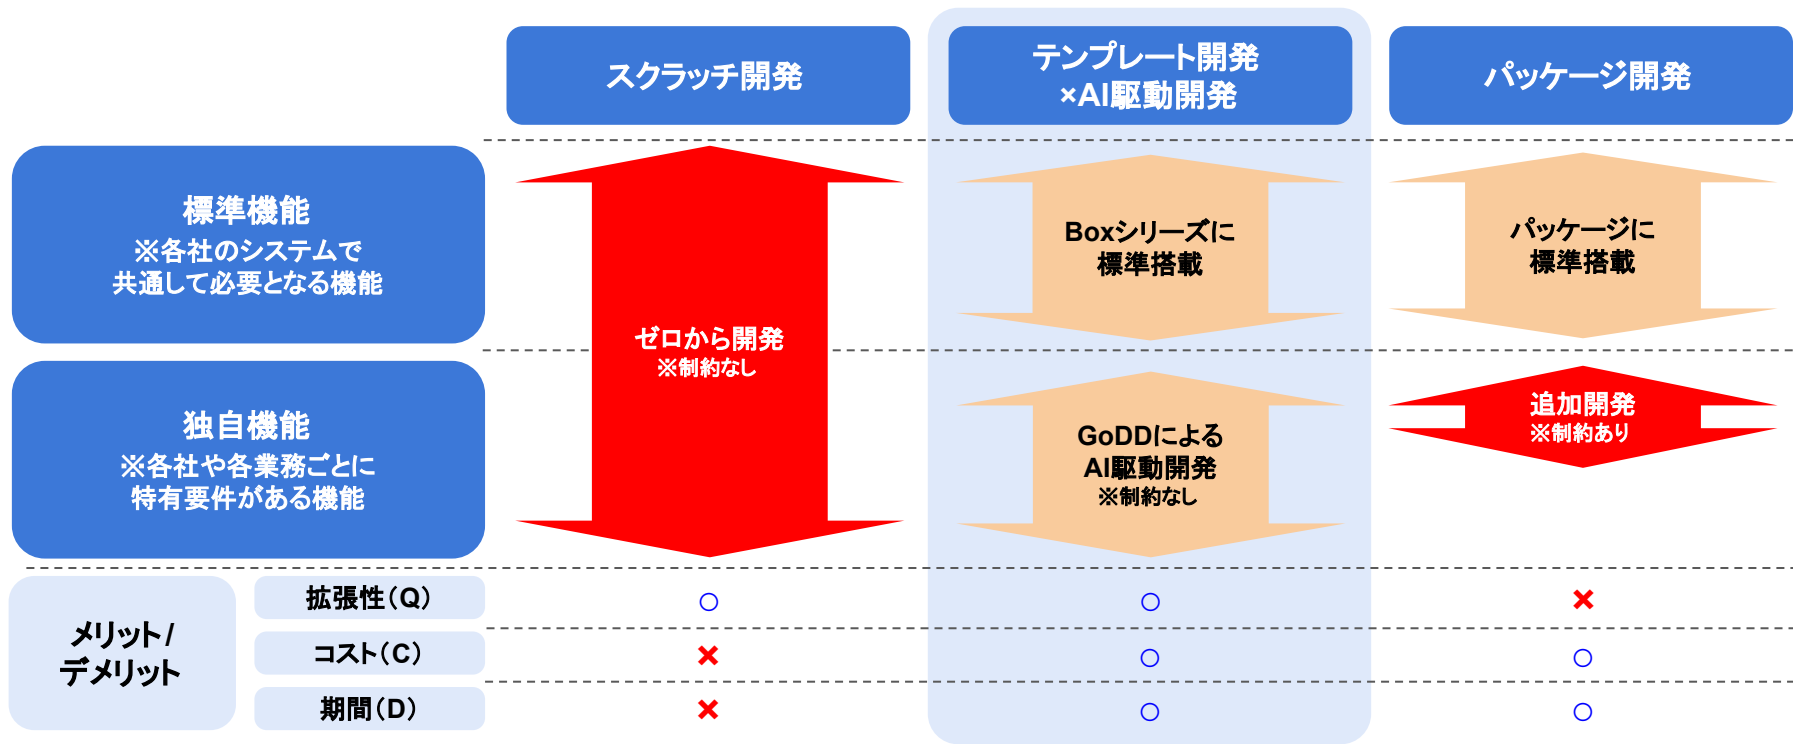 スクラッチ開発
テンプレート開発
×AI駆動開発
パッケージ開発
標準機能
※各社のシステムで
共通して必要となる機能
Boxシリーズに
標準搭載
パッケージに
標準搭載
ゼロから開発
※制約なし
独自機能
※各社や各業務ごとに
特有要件がある機能
GoDDによる
AI駆動開発
※制約なし
追加開発
※制約あり
メリット/
デメリット
拡張性（Q）
○ ○ ×
コスト（C）
× ○ ○
期間（D）
× ○ ○